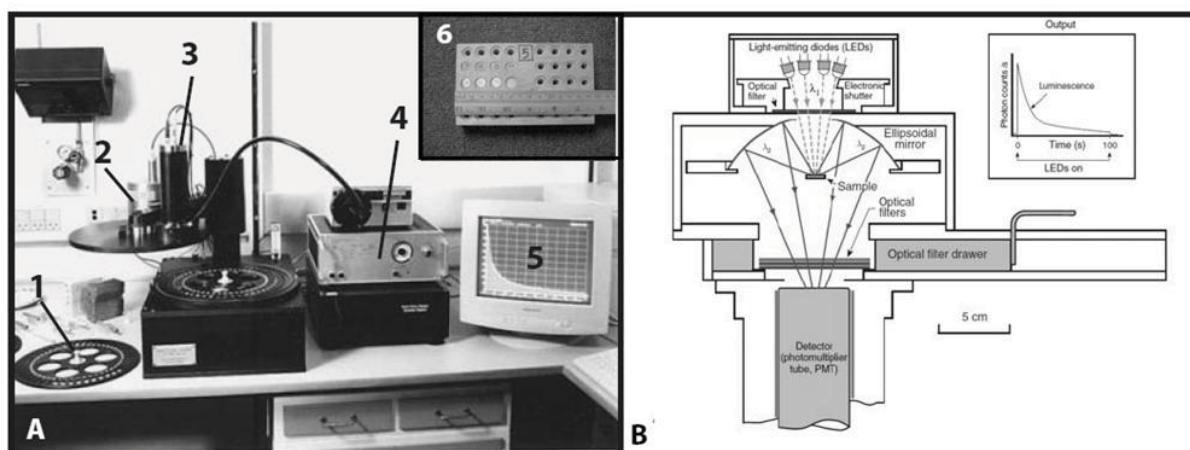 1
2
3
4
5
6
5
A
B
Light-emitting diodes (LEDs)
Optical
filter
λ₁
Electronic
shutter
Ellipsoidal
mirror
λ₂
λ₂
Sample
Optical
filters
Optical filter drawer
5 cm
Detector
(photomultiplier
tube, PMT)
Output
Photon counts /s
Luminescence
Time (s)
0
100
LEDs on